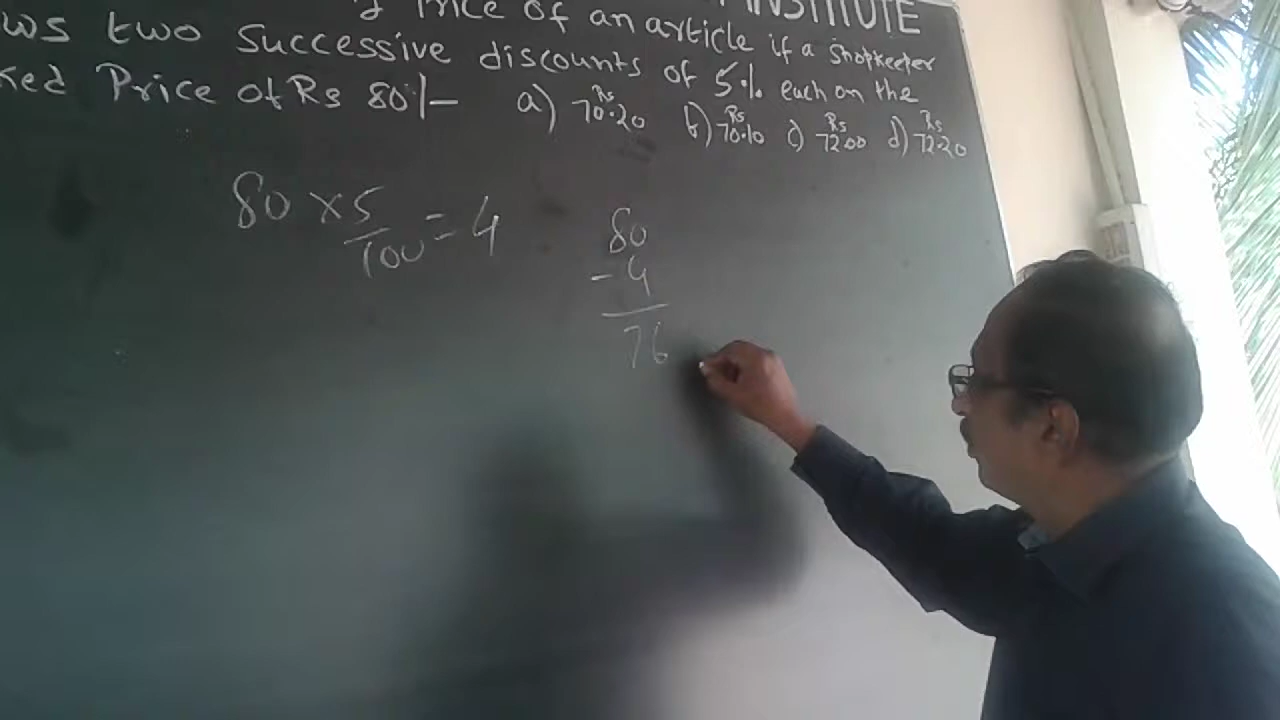 INSTITUTE
Price of an article if a shopkeeper
ws two successive discounts of 5% each on the
ked Price of Rs 80/- a) Rs 70.20 b) Rs 70.10 c) Rs 72.00 d) Rs 72.20
80 × 5
100 = 4
80
- 4
76